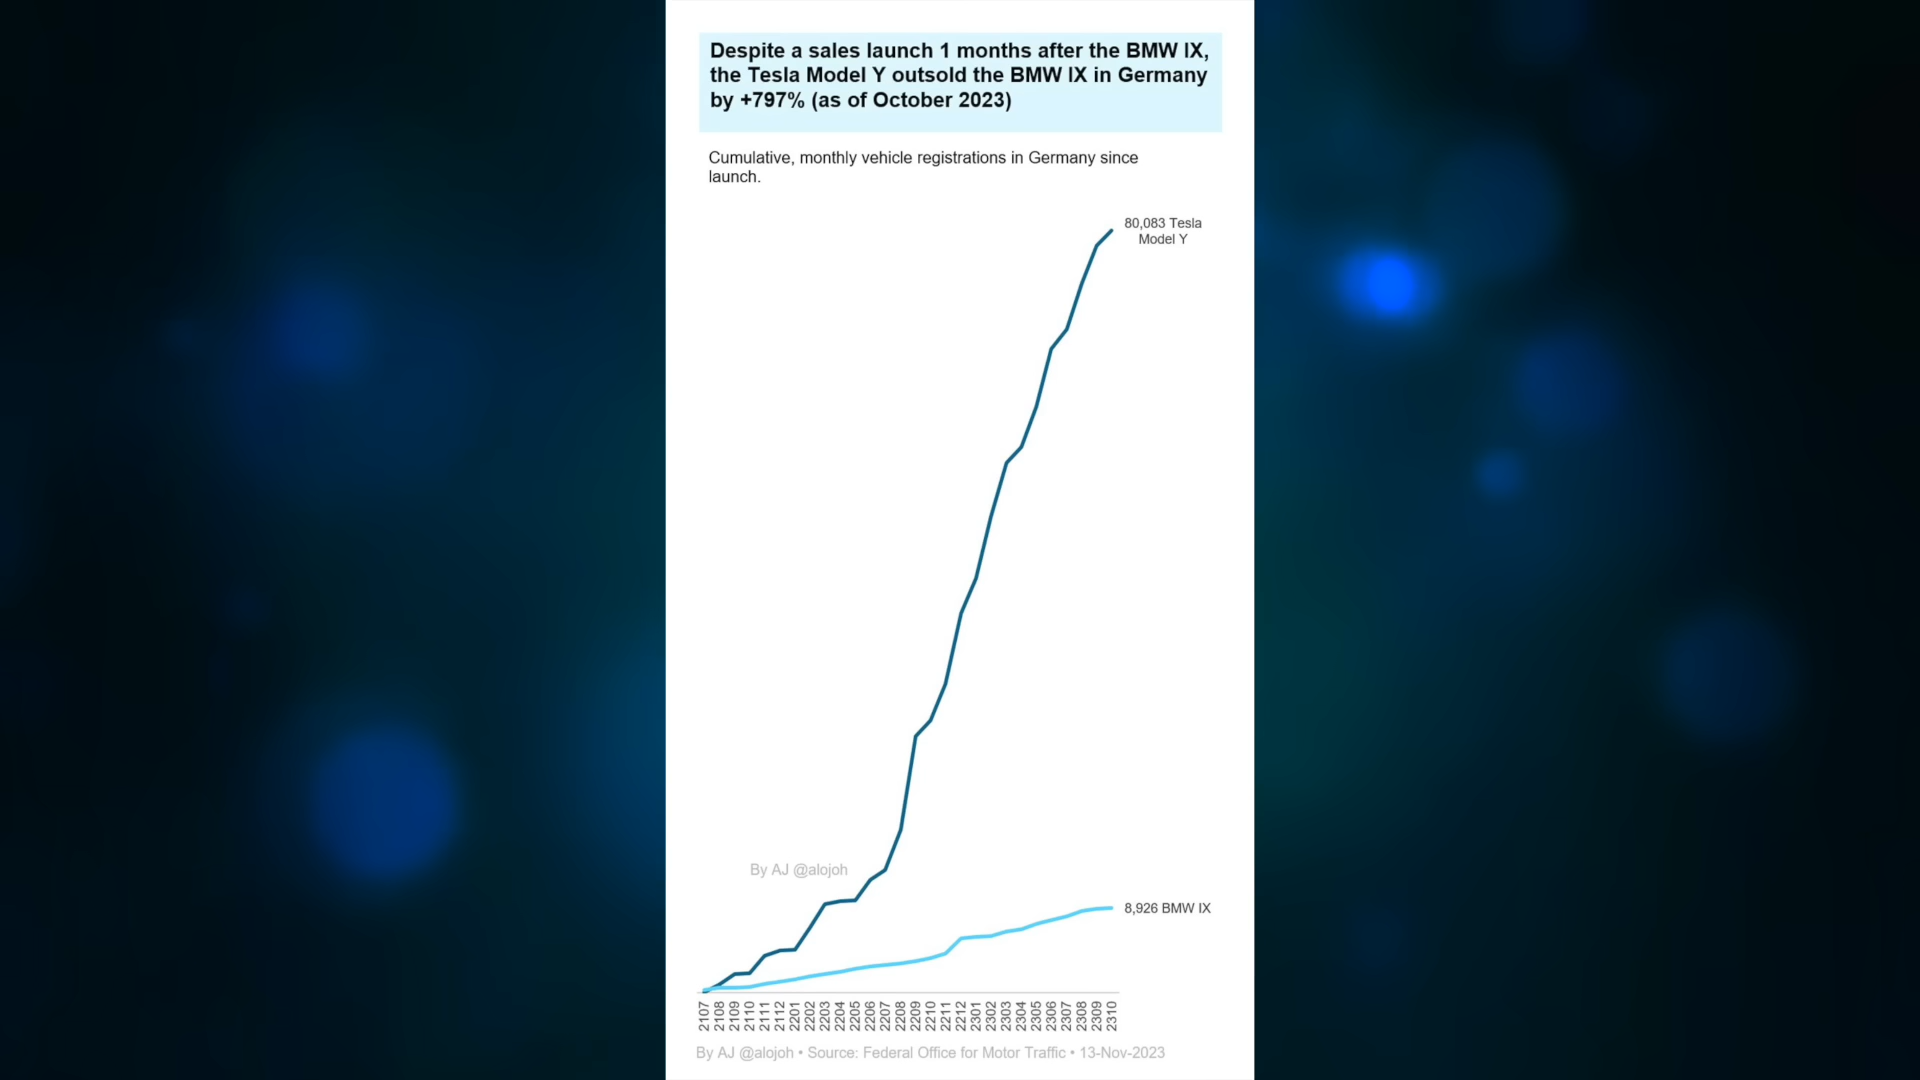 Despite a sales launch 1 months after the BMW IX,
the Tesla Model Y outsold the BMW IX in Germany
by +797% (as of October 2023)
Cumulative, monthly vehicle registrations in Germany since
launch.
80,083 Tesla
Model Y
By AJ @alojoh
8,926 BMW IX
2107
2108
2109
2110
2111
2112
2201
2202
2203
2204
2205
2206
2207
2208
2209
2210
2211
2212
2301
2302
2303
2304
2305
2306
2307
2308
2309
2310
By AJ @alojoh • Source: Federal Office for Motor Traffic • 13-Nov-2023